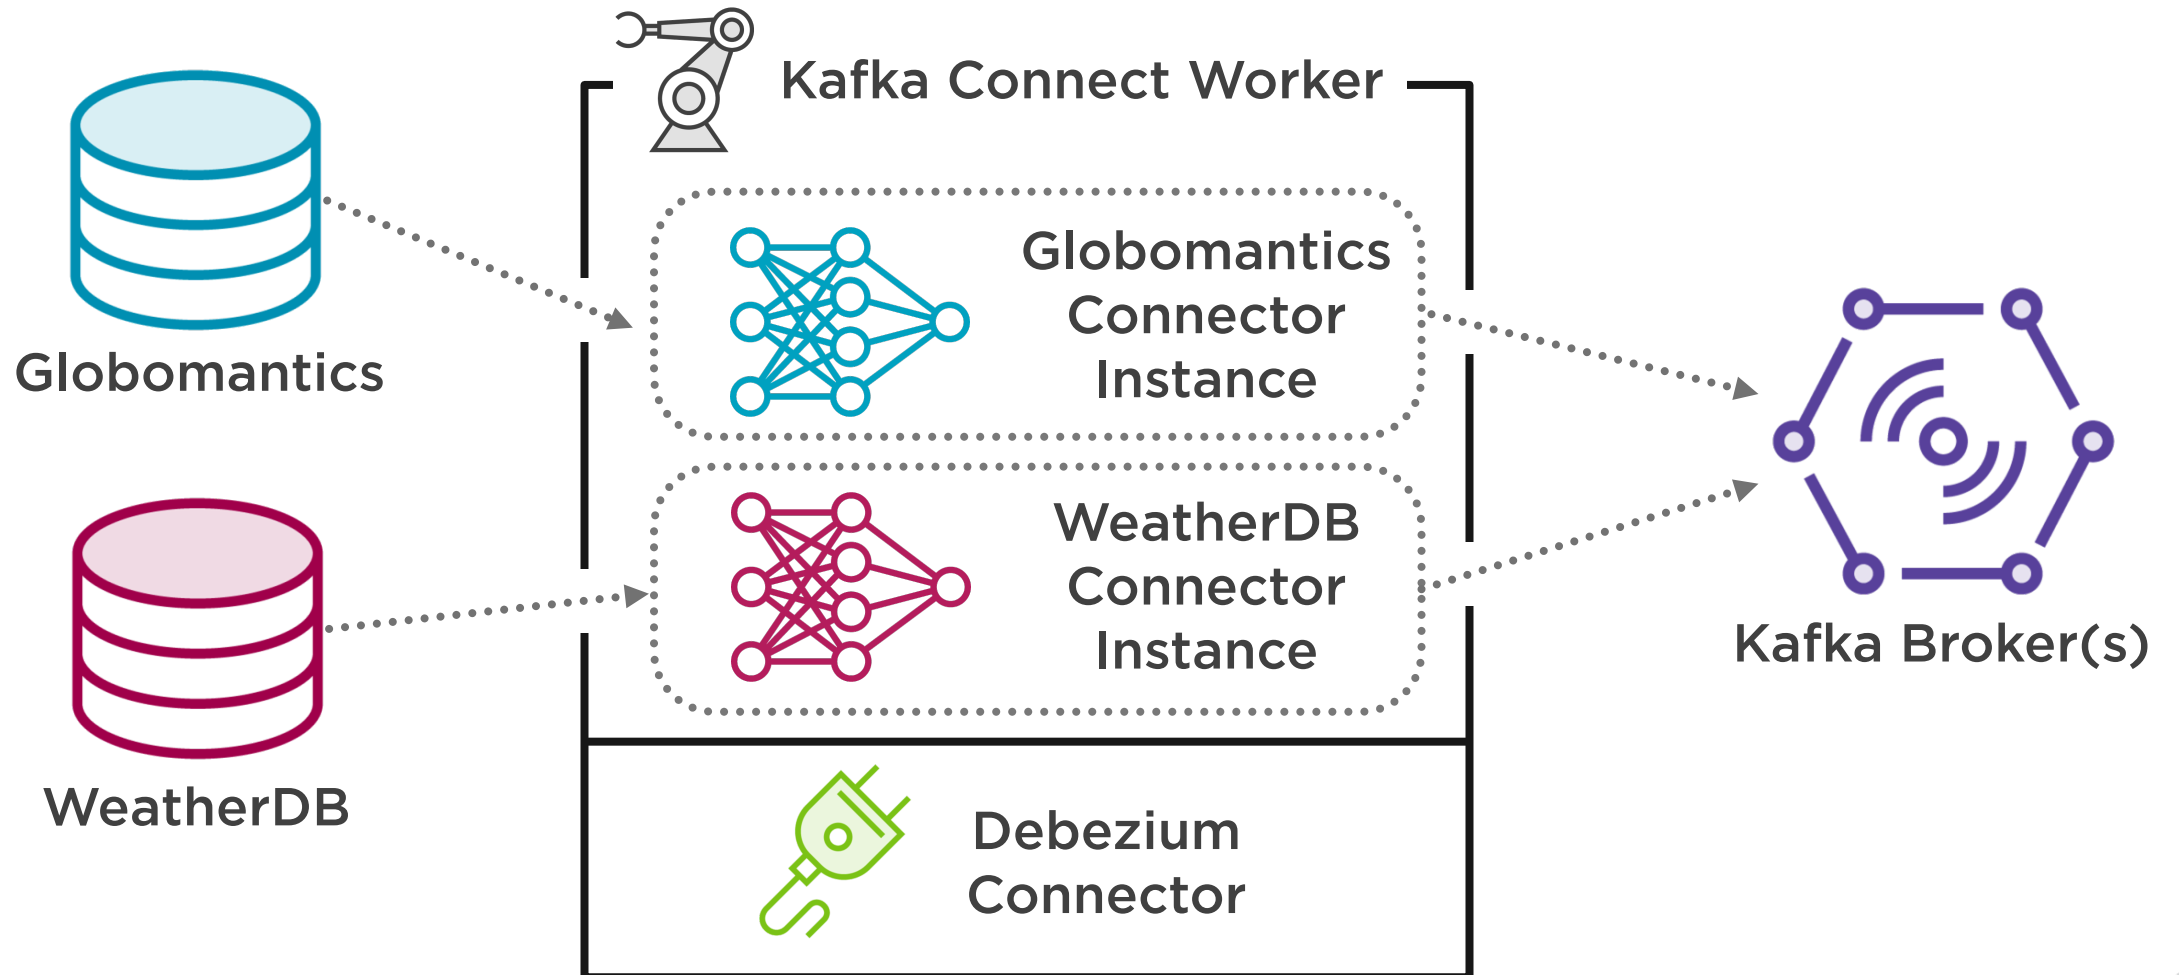 Kafka Connect Worker
Globomantics
Globomantics
Connector
Instance
WeatherDB
WeatherDB
Connector
Instance
Kafka Broker(s)
Debezium
Connector